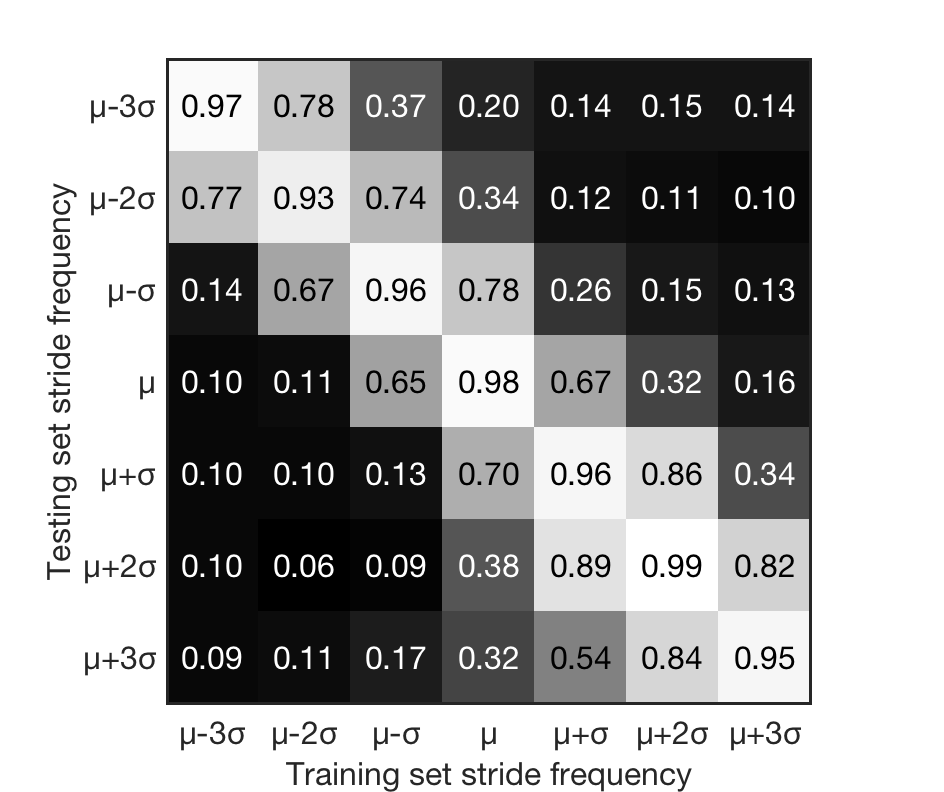 Testing set stride frequency
μ-3σ 0.97 0.78 0.37 0.20 0.14 0.15 0.14
μ-2σ 0.77 0.93 0.74 0.34 0.12 0.11 0.10
μ-σ 0.14 0.67 0.96 0.78 0.26 0.15 0.13
μ 0.10 0.11 0.65 0.98 0.67 0.32 0.16
μ+σ 0.10 0.10 0.13 0.70 0.96 0.86 0.34
μ+2σ 0.10 0.06 0.09 0.38 0.89 0.99 0.82
μ+3σ 0.09 0.11 0.17 0.32 0.54 0.84 0.95
μ-3σ μ-2σ μ-σ μ μ+σ μ+2σ μ+3σ
Training set stride frequency